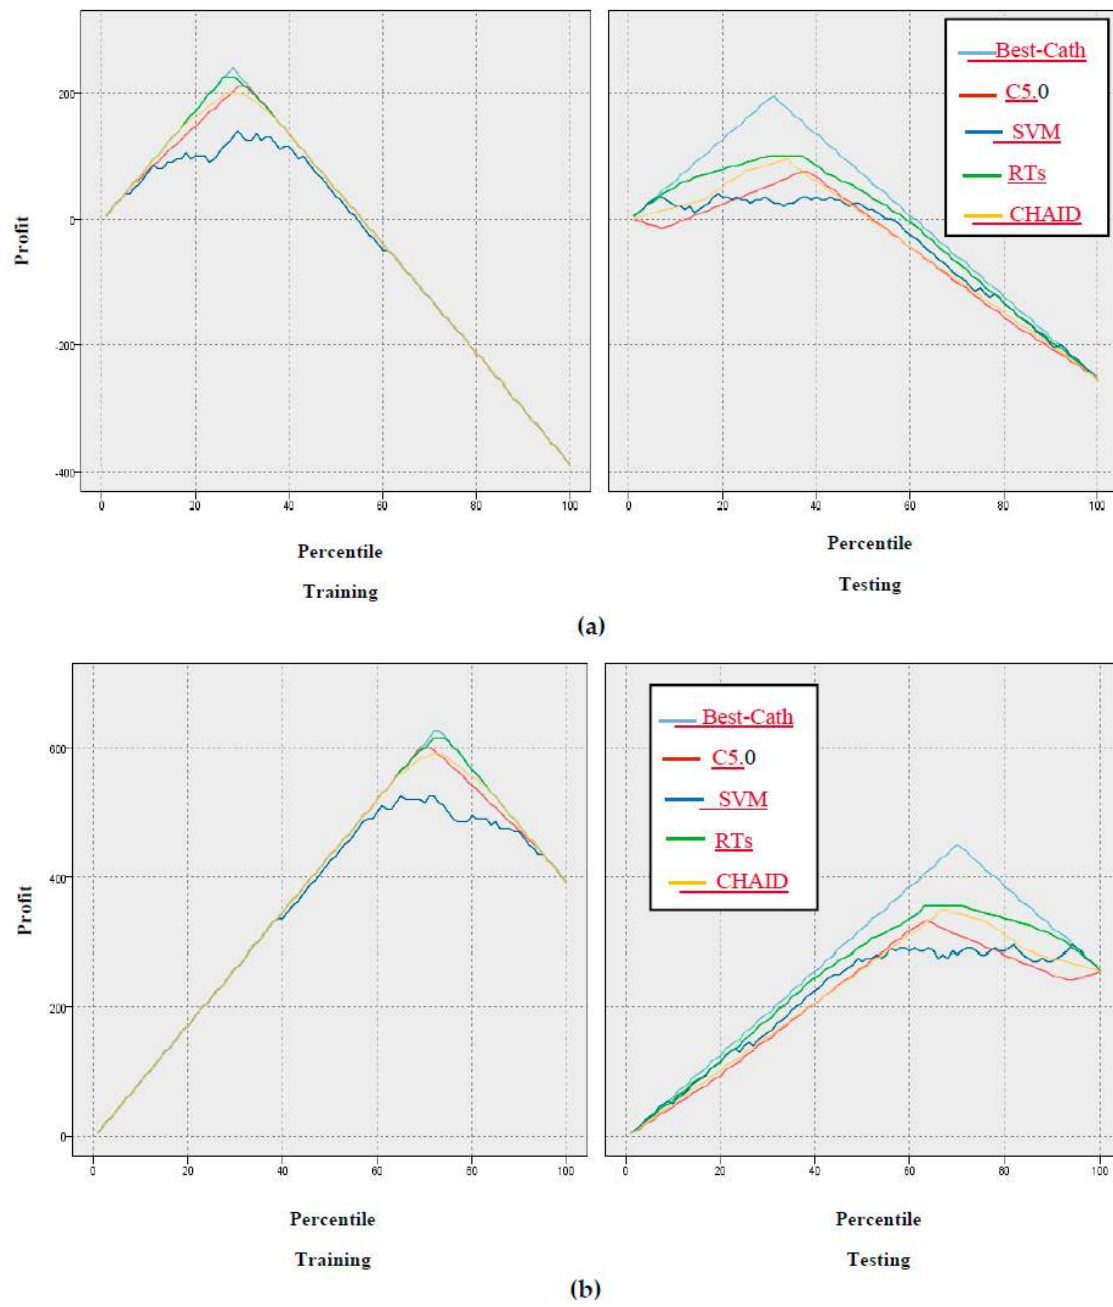 Best-Cath
C5.0
SVM
RTs
CHAID
Profit
200
0
-200
-400
0 20 40 60 80 100
0 20 40 60 80 100
Percentile Percentile
Training Testing
(a)
Best-Cath
C5.0
SVM
RTs
CHAID
Profit
600
400
200
0
0 20 40 60 80 100
0 20 40 60 80 100
Percentile Percentile
Training Testing
(b)